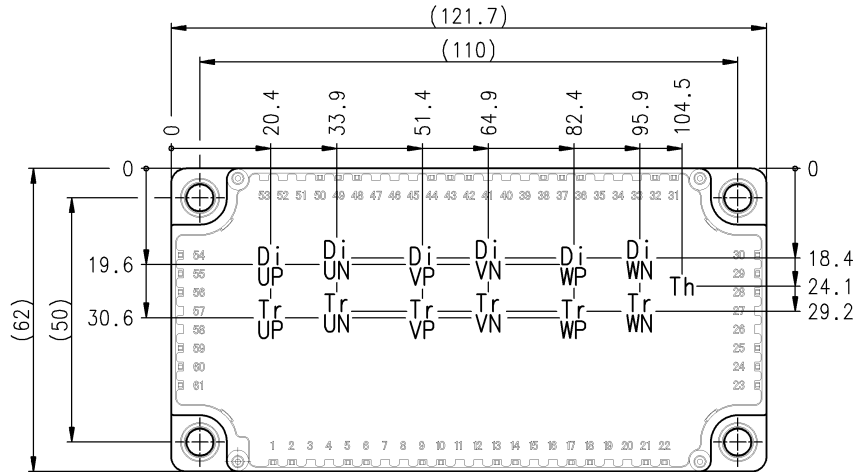 (121.7)
(110)
0 20.4 33.9 51.4 64.9 82.4 95.9 104.5
0 0
53 52 51 50 49 48 47 46 45 44 43 42 41 40 39 38 37 36 35 34 33 32 31
54 30
Di UP Di UN Di VP Di VN Di WP Di WN
19.6 18.4
55 29
Th 24.1
56 28
57 27
Tr UP Tr UN Tr VP Tr VN Tr WP Tr WN
30.6 29.2
58 26
(62) (50)
59 25
60 24
61 23
1 2 3 4 5 6 7 8 9 10 11 12 13 14 15 16 17 18 19 20 21 22